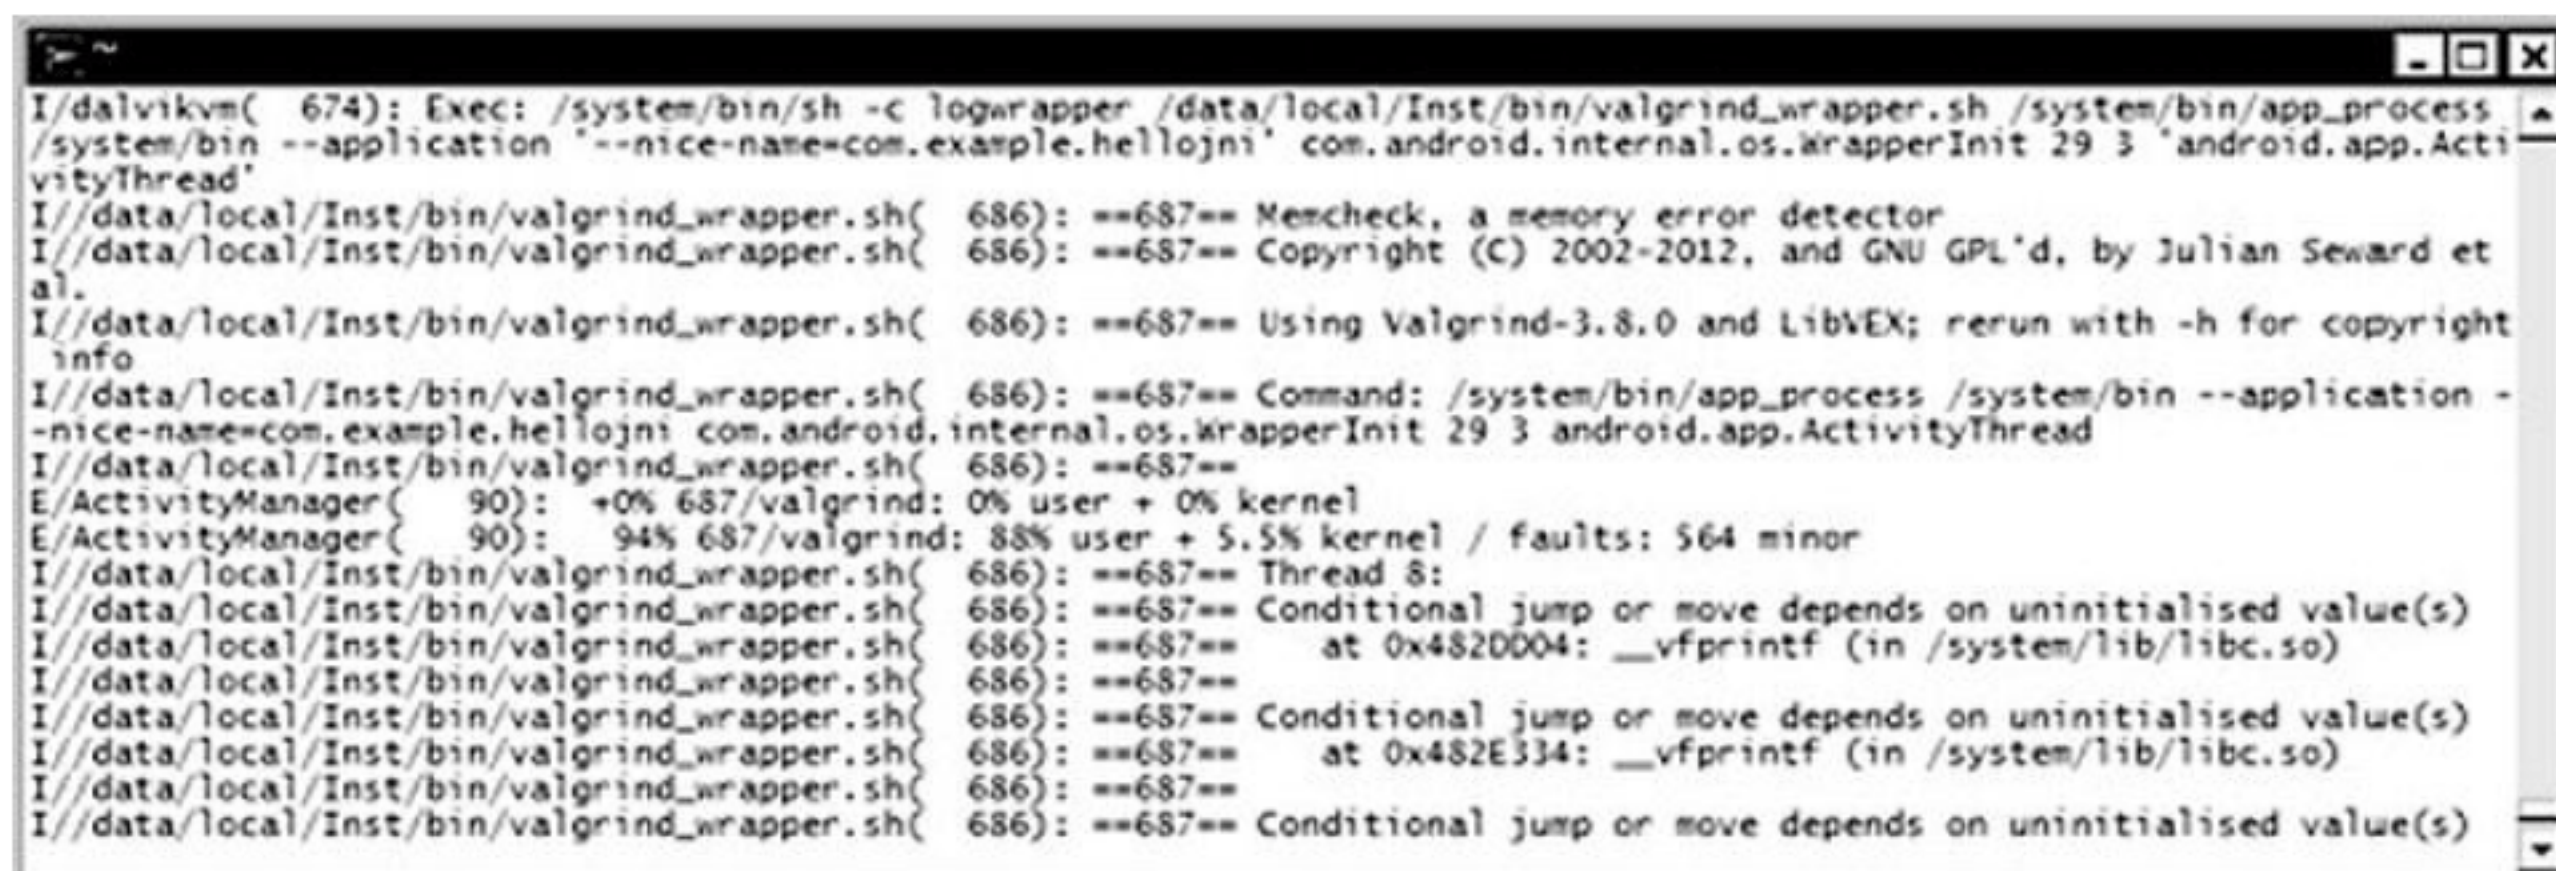 ~
I/dalvikvm(  674): Exec: /system/bin/sh -c logwrapper /data/local/Inst/bin/valgrind_wrapper.sh /system/bin/app_process
/system/bin --application '--nice-name=com.example.hellojni' com.android.internal.os.WrapperInit 29 3 'android.app.Acti
vityThread'
I//data/local/Inst/bin/valgrind_wrapper.sh(  686): ==687== Memcheck, a memory error detector
I//data/local/Inst/bin/valgrind_wrapper.sh(  686): ==687== Copyright (C) 2002-2012, and GNU GPL'd, by Julian Seward et
al.
I//data/local/Inst/bin/valgrind_wrapper.sh(  686): ==687== Using Valgrind-3.8.0 and LibVEX; rerun with -h for copyright
 info
I//data/local/Inst/bin/valgrind_wrapper.sh(  686): ==687== Command: /system/bin/app_process /system/bin --application -
-nice-name=com.example.hellojni com.android.internal.os.WrapperInit 29 3 android.app.ActivityThread
I//data/local/Inst/bin/valgrind_wrapper.sh(  686): ==687==
E/ActivityManager(   90):  +0% 687/valgrind: 0% user + 0% kernel
E/ActivityManager(   90):   94% 687/valgrind: 88% user + 5.5% kernel / faults: 564 minor
I//data/local/Inst/bin/valgrind_wrapper.sh(  686): ==687== Thread 8:
I//data/local/Inst/bin/valgrind_wrapper.sh(  686): ==687== Conditional jump or move depends on uninitialised value(s)
I//data/local/Inst/bin/valgrind_wrapper.sh(  686): ==687==    at 0x482DD04: __vfprintf (in /system/lib/libc.so)
I//data/local/Inst/bin/valgrind_wrapper.sh(  686): ==687==
I//data/local/Inst/bin/valgrind_wrapper.sh(  686): ==687== Conditional jump or move depends on uninitialised value(s)
I//data/local/Inst/bin/valgrind_wrapper.sh(  686): ==687==    at 0x482E334: __vfprintf (in /system/lib/libc.so)
I//data/local/Inst/bin/valgrind_wrapper.sh(  686): ==687==
I//data/local/Inst/bin/valgrind_wrapper.sh(  686): ==687== Conditional jump or move depends on uninitialised value(s)